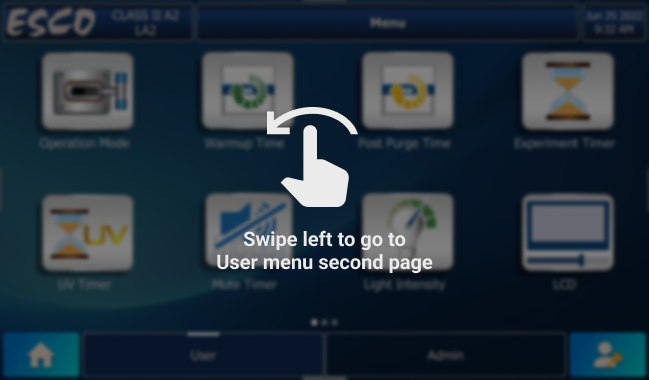 ESCO
CLASS II A2
LA2
Menu
Jun 25 2022
9:32 AM
Operation Mode
Warmup Time
Post Purge Time
Experiment Timer
UV
UV Timer
Mute Timer
Light Intensity
LCD
Swipe left to go to
User menu second page
User
Admin